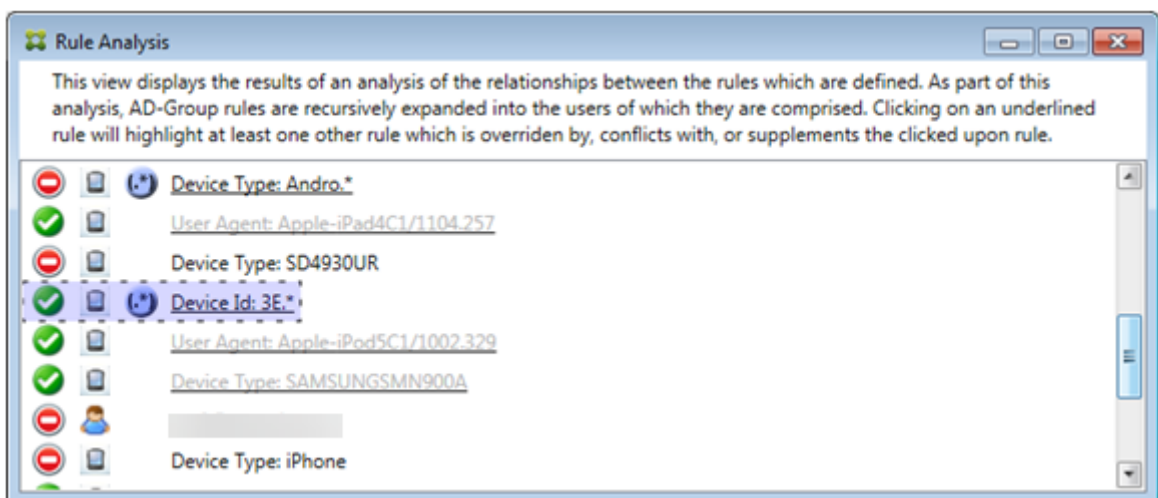 Rule Analysis
This view displays the results of an analysis of the relationships between the rules which are defined. As part of this
analysis, AD-Group rules are recursively expanded into the users of which they are comprised. Clicking on an underlined
rule will highlight at least one other rule which is overriden by, conflicts with, or supplements the clicked upon rule.
(.*) Device Type: Andro.*
User Agent: Apple-iPad4C1/1104.257
Device Type: SD4930UR
(.*) Device Id: 3E.*
User Agent: Apple-iPod5C1/1002.329
Device Type: SAMSUNGSMN900A
Device Type: iPhone